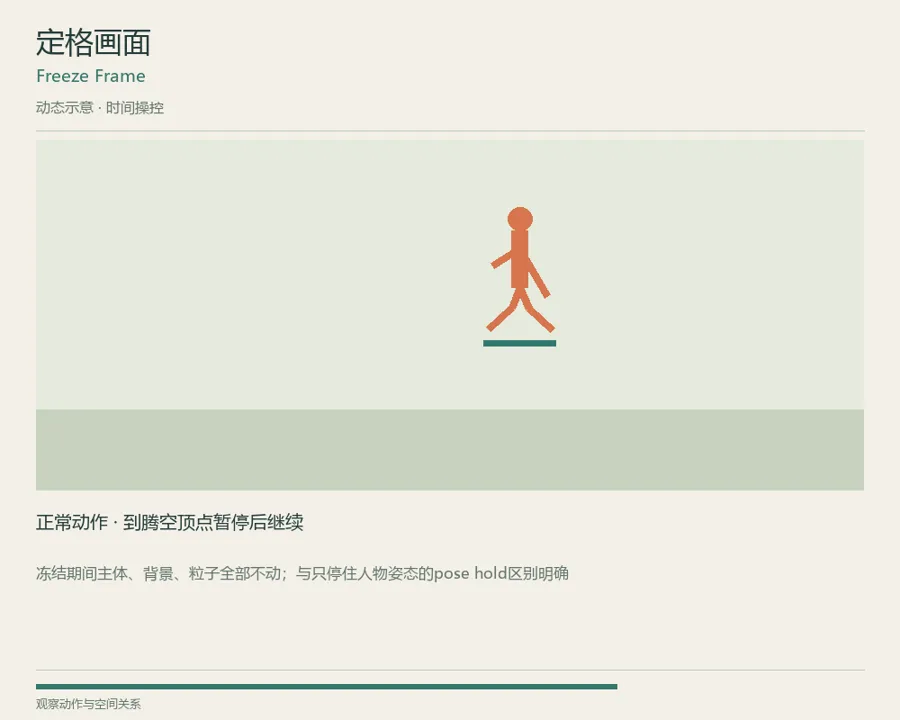 定格画面
Freeze Frame
动态示意 · 时间操控
正常动作 · 到腾空顶点暂停后继续
冻结期间主体、背景、粒子全部不动；与只停住人物姿态的pose hold区别明确
观察动作与空间关系